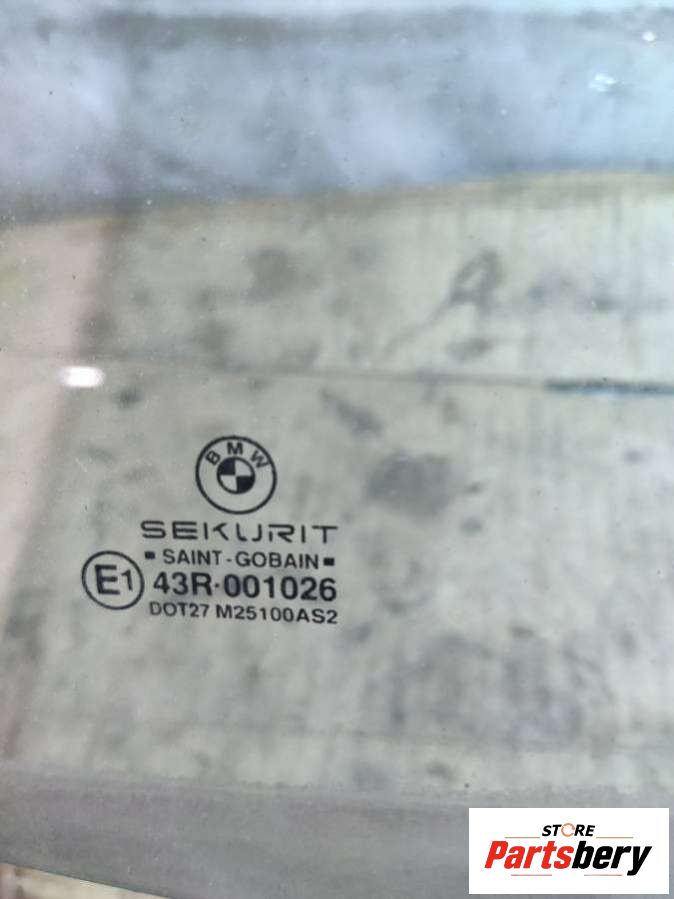 A
BMW
SEKURIT
▪ SAINT-GOBAIN ▪
E1 43R·001026
DOT27 M25100AS2
STORE
Partsbery